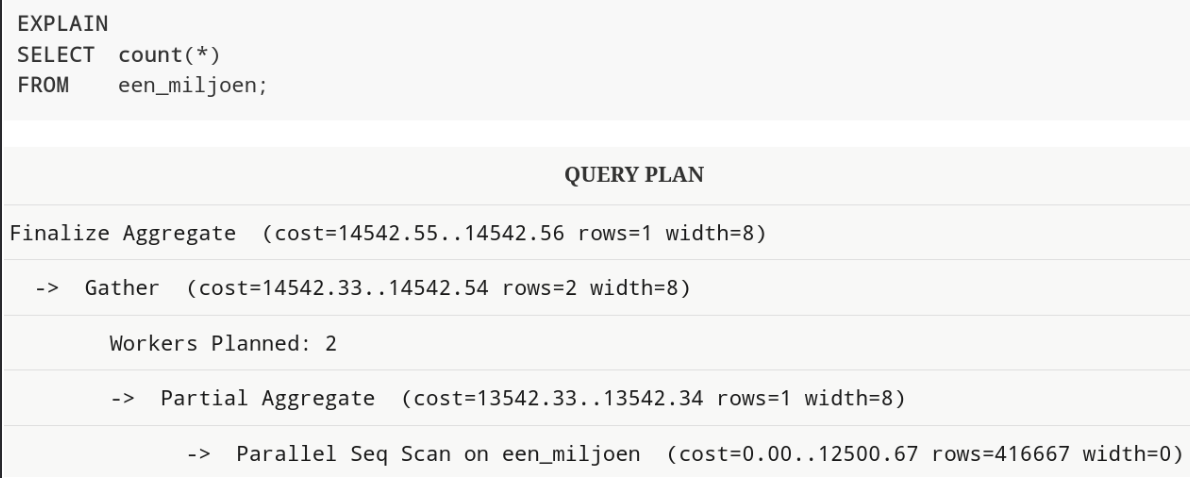 EXPLAIN
SELECT  count(*)
FROM    een_miljoen;
QUERY PLAN
Finalize Aggregate  (cost=14542.55..14542.56 rows=1 width=8)
  ->  Gather  (cost=14542.33..14542.54 rows=2 width=8)
        Workers Planned: 2
        ->  Partial Aggregate  (cost=13542.33..13542.34 rows=1 width=8)
              ->  Parallel Seq Scan on een_miljoen  (cost=0.00..12500.67 rows=416667 width=0)